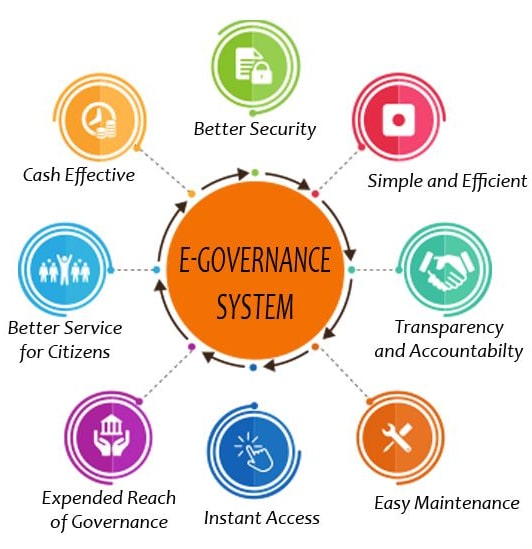 Better Security
Cash Effective
Simple and Efficient
E-GOVERNANCE
SYSTEM
Better Service
for Citizens
Transparency
and Accountabilty
Expended Reach
of Governance
Instant Access
Easy Maintenance